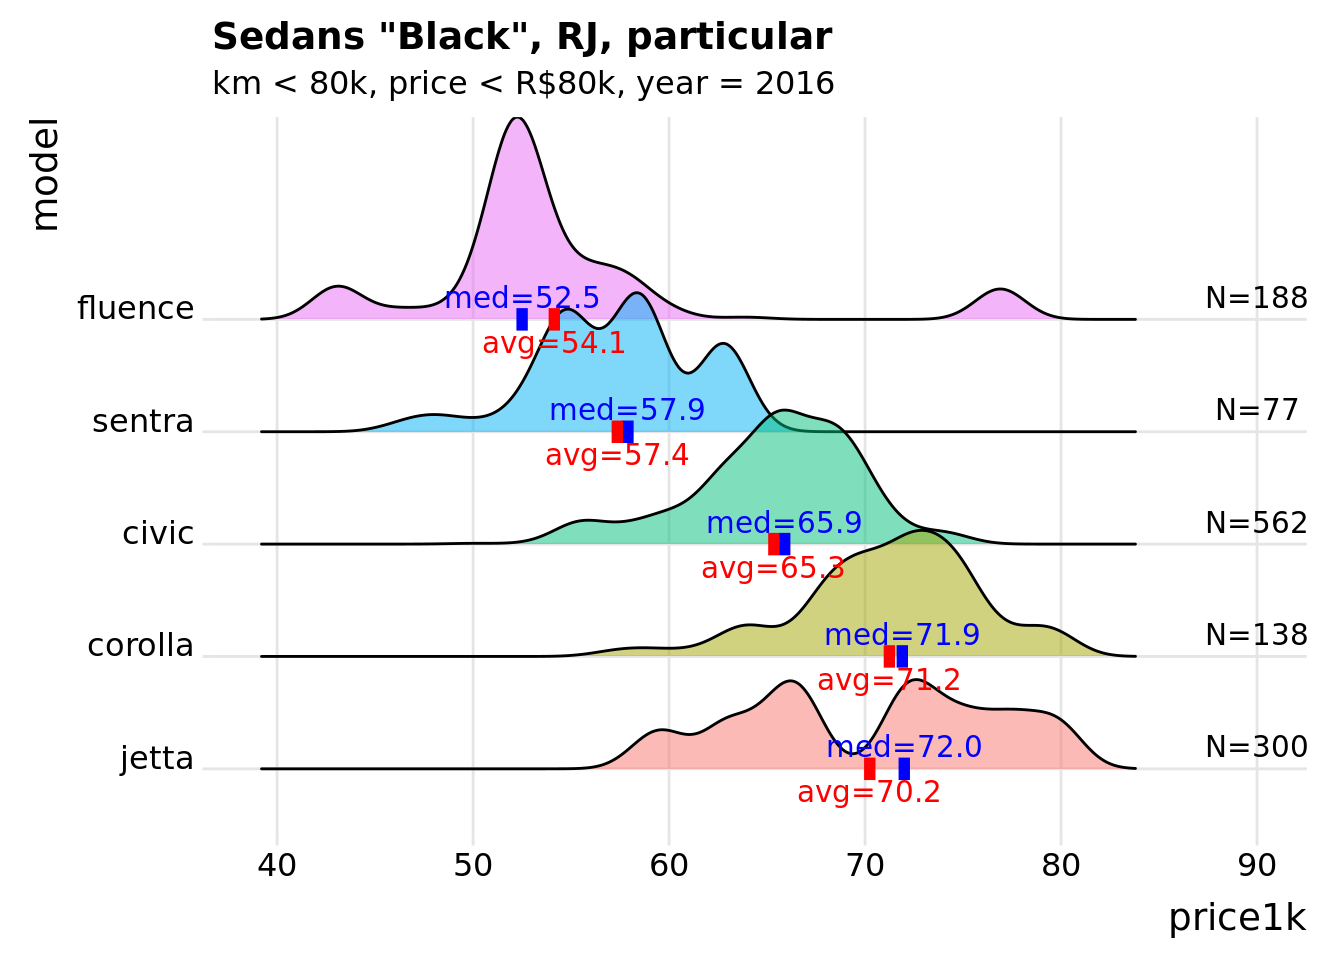 Sedans "Black", RJ, particular
km < 80k, price < R$80k, year = 2016
model
fluence
med=52.5
avg=54.1
N=188
sentra
med=57.9
avg=57.4
N=77
civic
med=65.9
avg=65.3
N=562
corolla
med=71.9
avg=71.2
N=138
jetta
med=72.0
avg=70.2
N=300
40 50 60 70 80 90
price1k